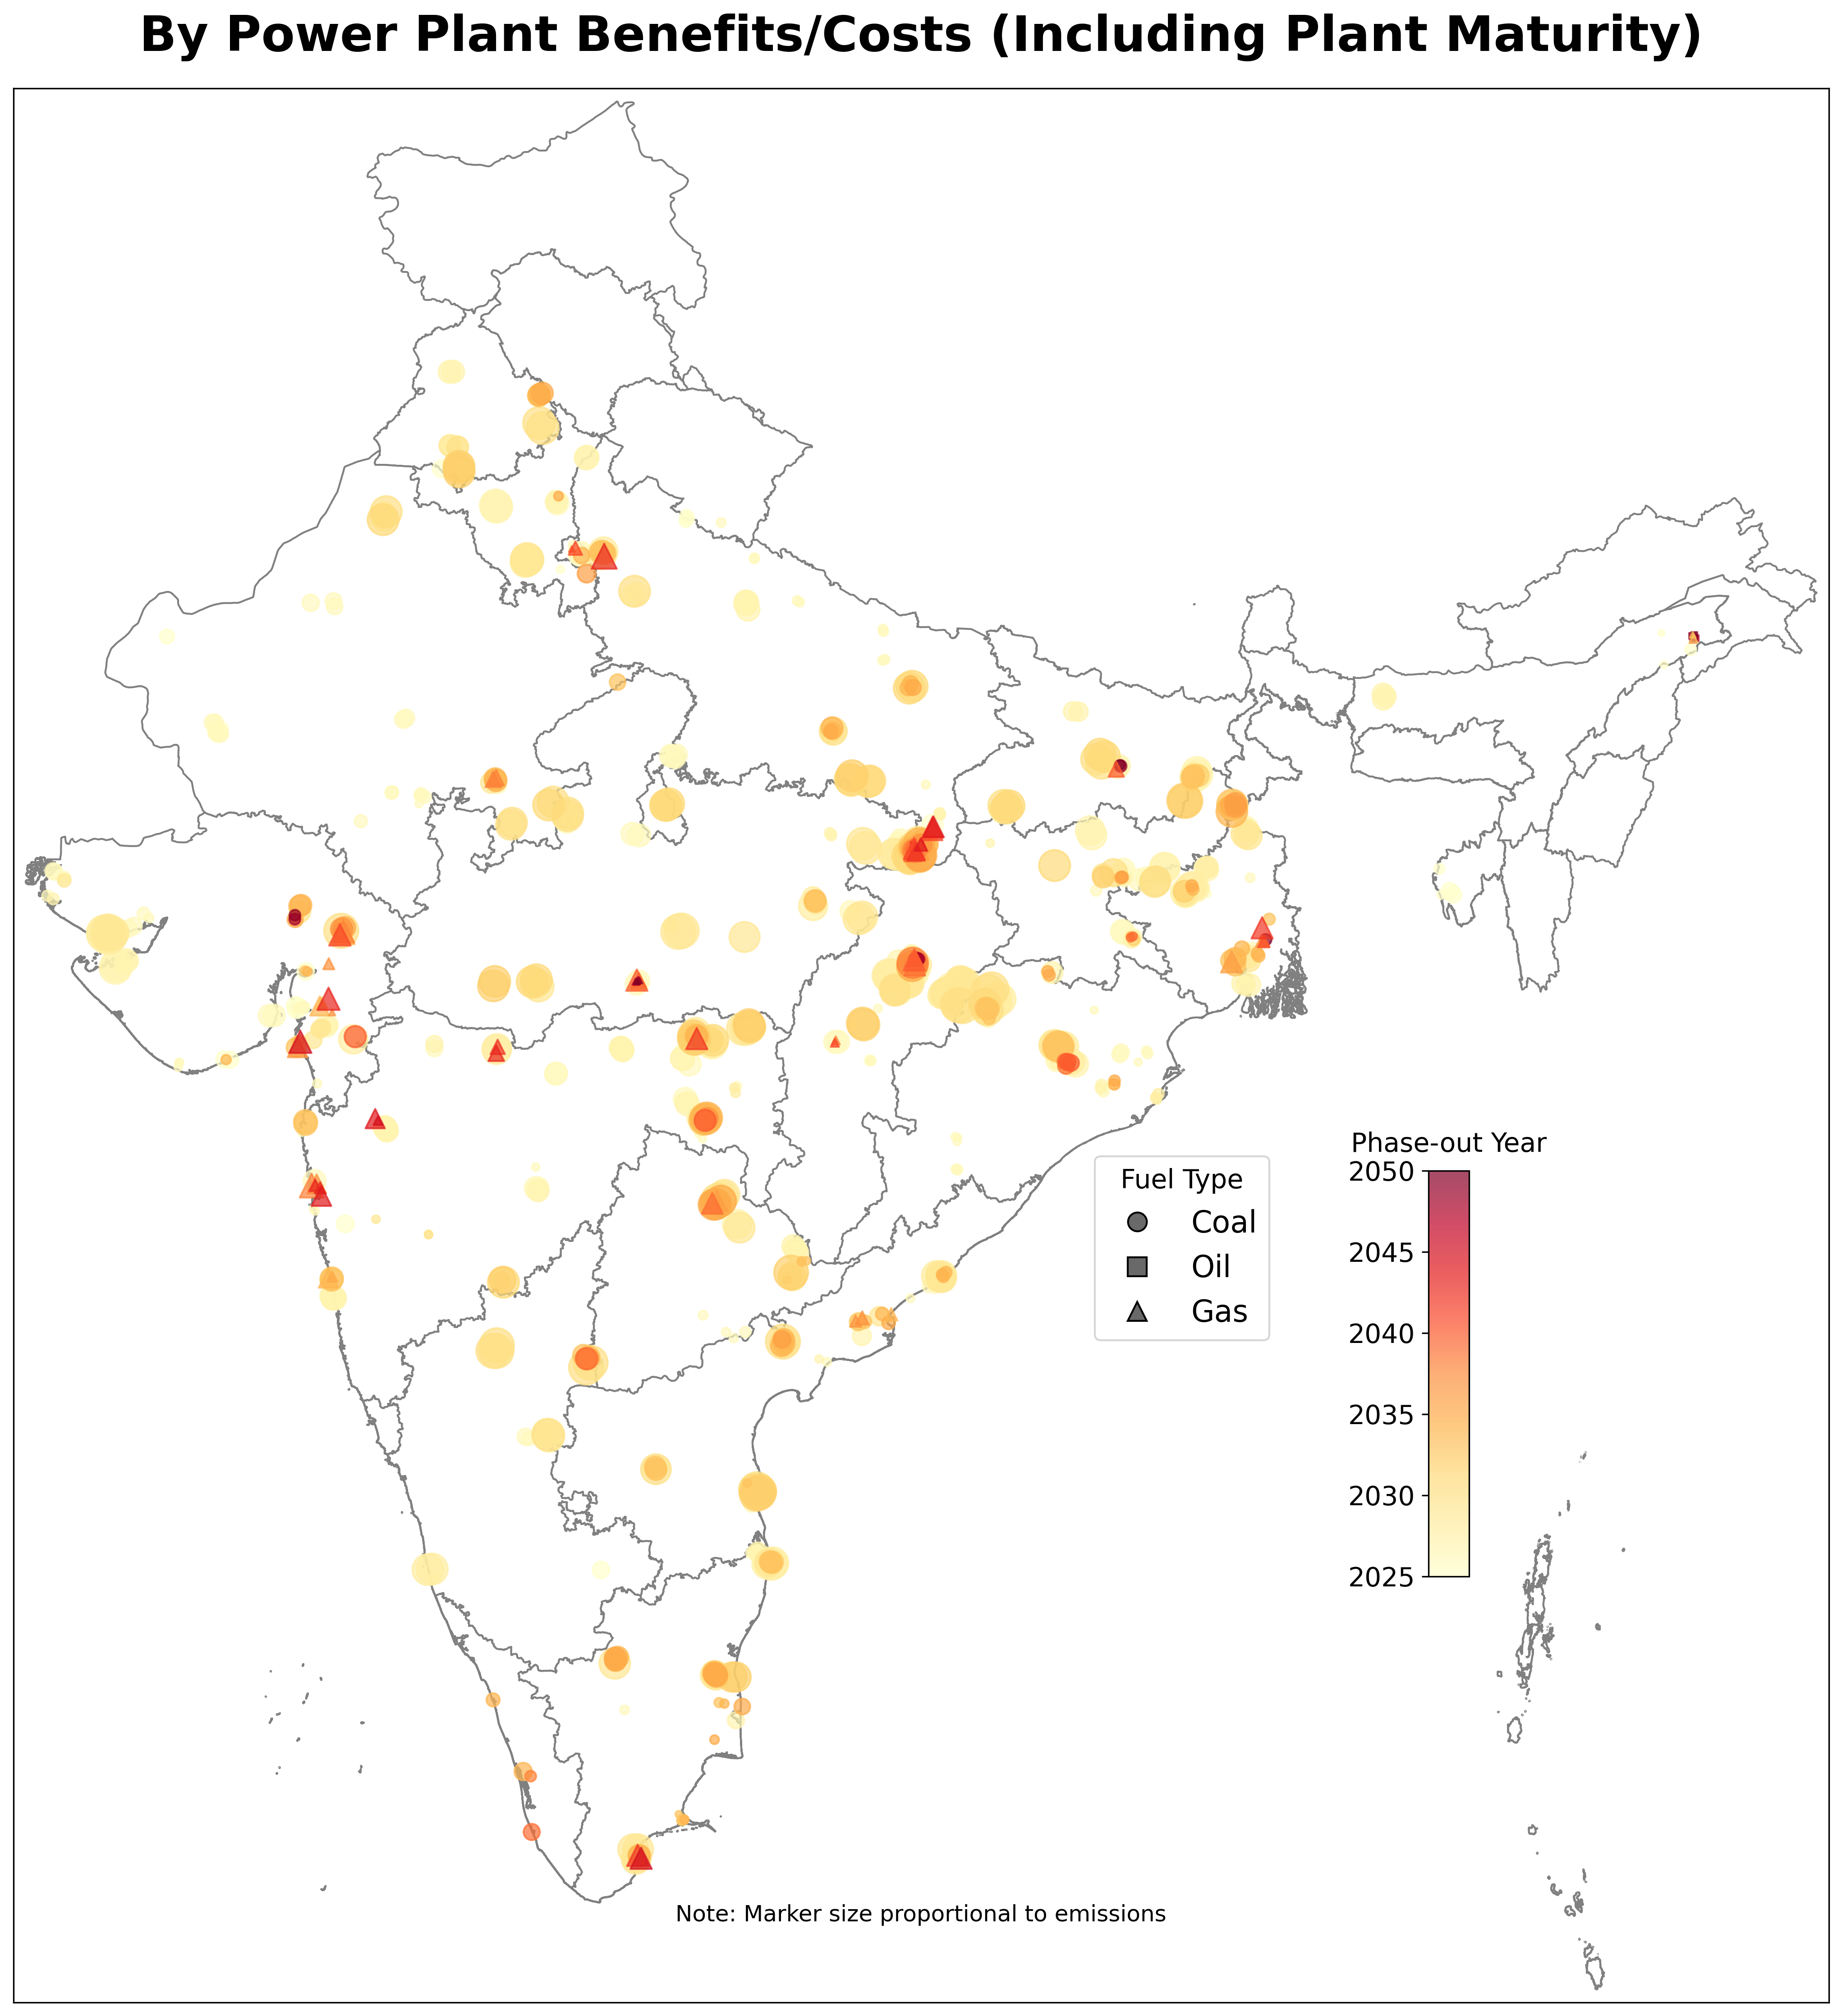 By Power Plant Benefits/Costs (Including Plant Maturity)
Phase-out Year
2050
2045
2040
2035
2030
2025
Fuel Type
Coal
Oil
Gas
Note: Marker size proportional to emissions